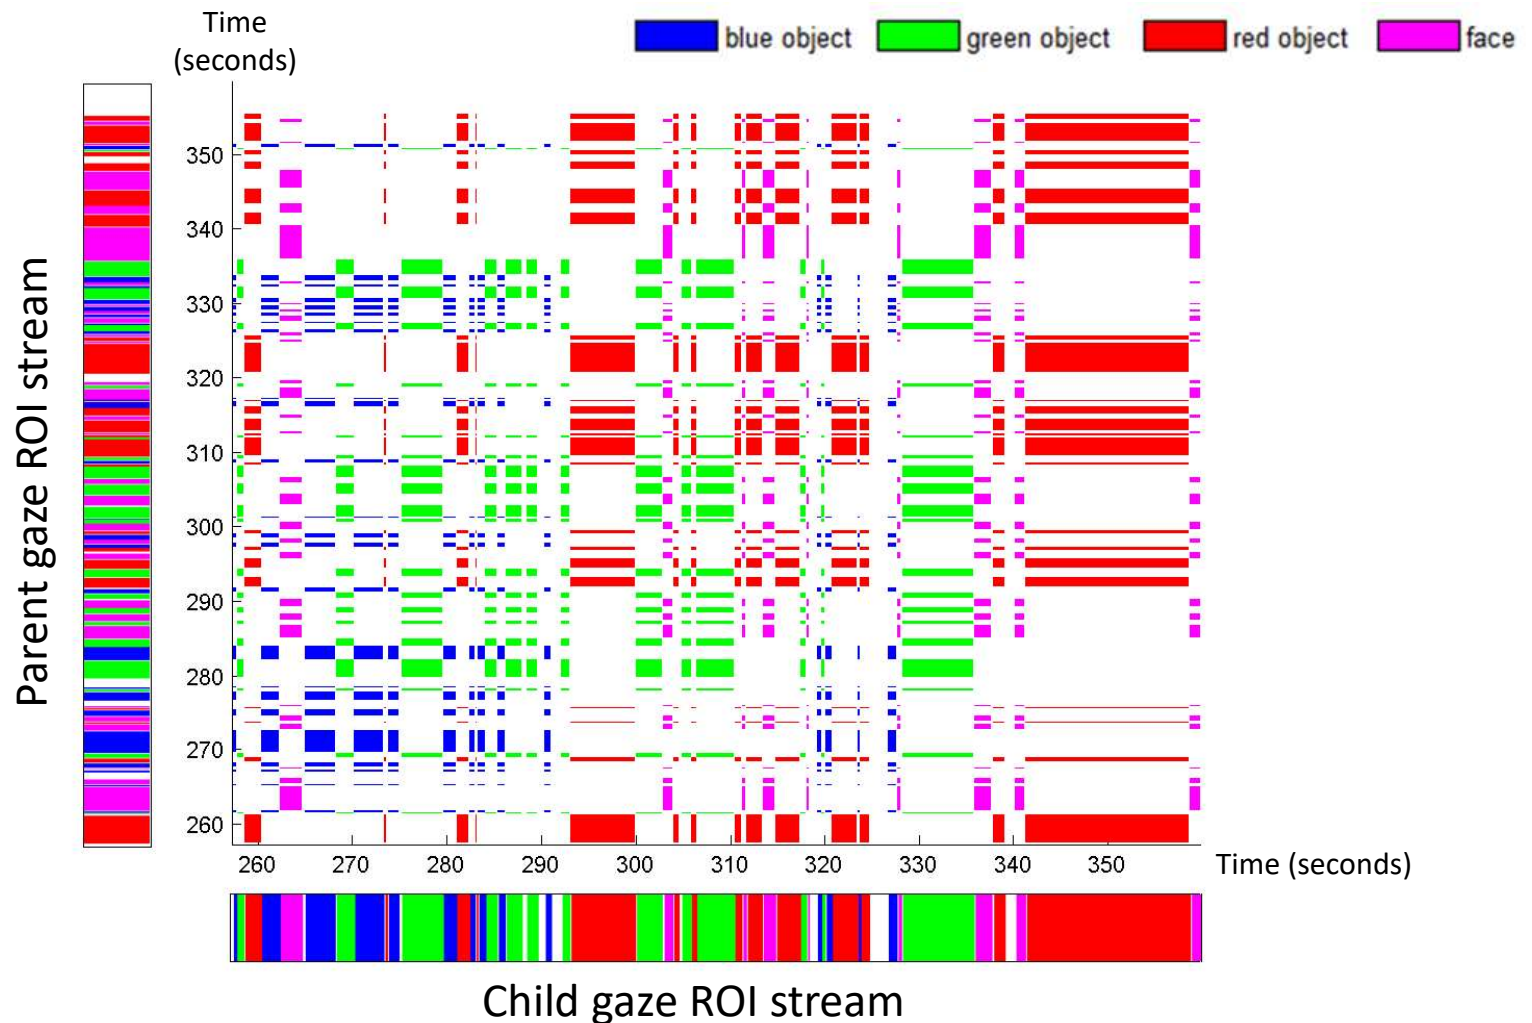 Time
(seconds)
blue object
green object
red object
face
Parent gaze ROI stream
350
340
330
320
310
300
290
280
270
260
260 270 280 290 300 310 320 330 340 350
Time (seconds)
Child gaze ROI stream